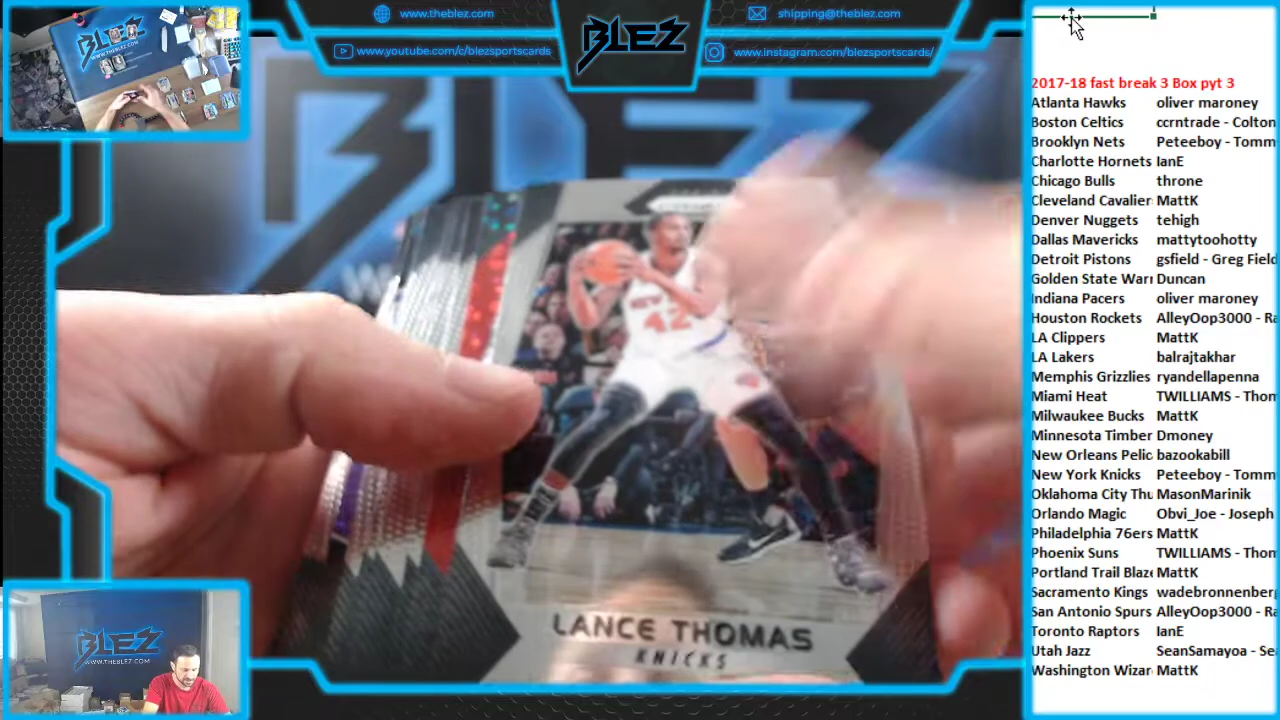 www.theblez.com
shipping@theblez.com
www.youtube.com/c/blezsportscards
www.instagram.com/blezsportscards/
BLEZ
BLEZ
BLEZ
WWW.THEBLEZ.COM
42
LANCE THOMAS
KNICKS
2017-18 fast break 3 Box pyt 3
Atlanta Hawks oliver maroney
Boston Celtics ccrntrade - Colton
Brooklyn Nets Peteeboy - Tomm
Charlotte Hornets IanE
Chicago Bulls throne
Cleveland Cavalier MattK
Denver Nuggets tehigh
Dallas Mavericks mattytoohotty
Detroit Pistons gsfield - Greg Field
Golden State Warr Duncan
Indiana Pacers oliver maroney
Houston Rockets AlleyOop3000 - Ra
LA Clippers MattK
LA Lakers balrajtakhar
Memphis Grizzlies ryandellapenna
Miami Heat TWILLIAMS - Thom
Milwaukee Bucks MattK
Minnesota Timber Dmoney
New Orleans Pelic bazookabill
New York Knicks Peteeboy - Tomm
Oklahoma City Thu MasonMarinik
Orlando Magic Obvi_Joe - Joseph
Philadelphia 76ers MattK
Phoenix Suns TWILLIAMS - Thom
Portland Trail Blaze MattK
Sacramento Kings wadebronnenberg
San Antonio Spurs AlleyOop3000 - Ra
Toronto Raptors IanE
Utah Jazz SeanSamayoa - Sea
Washington Wizar MattK